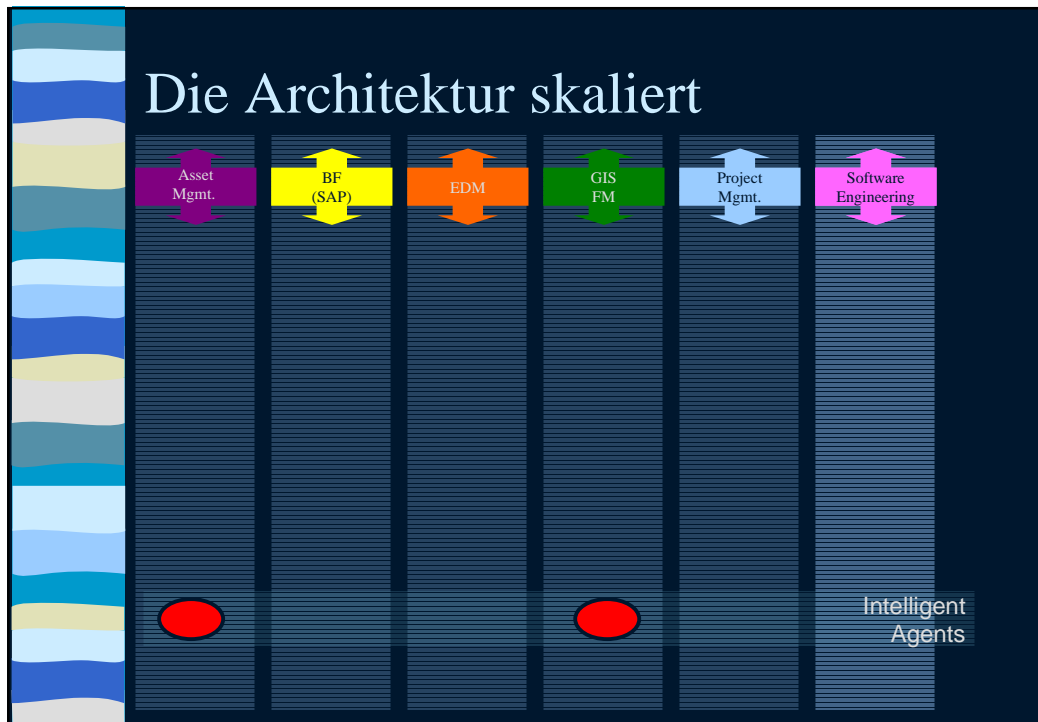 Die Architektur skaliert
Asset
Mgmt.
BF
(SAP)
EDM
GIS
FM
Project
Mgmt.
Software
Engineering
Intelligent
Agents